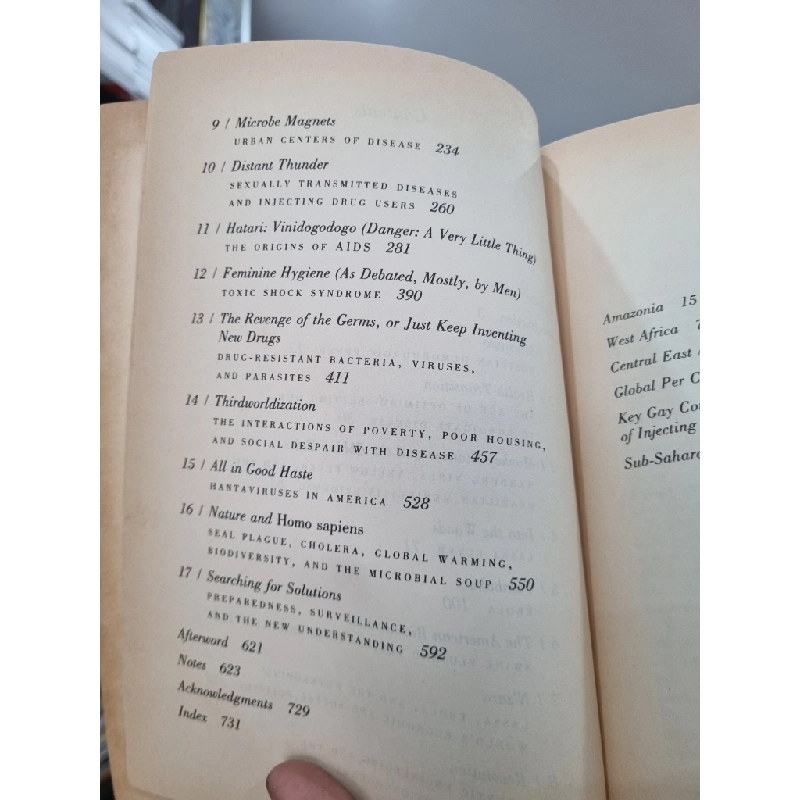 9 / Microbe Magnets
URBAN CENTERS OF DISEASE 234
10 / Distant Thunder
SEXUALLY TRANSMITTED DISEASES
AND INJECTING DRUG USERS 260
11 / Hatari: Vinidogodogo (Danger: A Very Little Thing)
THE ORIGINS OF AIDS 281
12 / Feminine Hygiene (As Debated, Mostly, by Men)
TOXIC SHOCK SYNDROME 390
13 / The Revenge of the Germs, or Just Keep Inventing
New Drugs
DRUG-RESISTANT BACTERIA, VIRUSES,
AND PARASITES 411
14 / Thirdworldization
THE INTERACTIONS OF POVERTY, POOR HOUSING,
AND SOCIAL DESPAIR WITH DISEASE 457
15 / All in Good Haste
HANTAVIRUSES IN AMERICA 528
16 / Nature and Homo sapiens
SEAL PLAGUE, CHOLERA, GLOBAL WARMING,
BIODIVERSITY, AND THE MICROBIAL SOUP 550
17 / Searching for Solutions
PREPAREDNESS, SURVEILLANCE,
AND THE NEW UNDERSTANDING 592
Afterword 621
Notes 623
Acknowledgments 729
Index 731
Amazonia 15
West Africa
Central East
Global Per
Key Gay
of Injecting